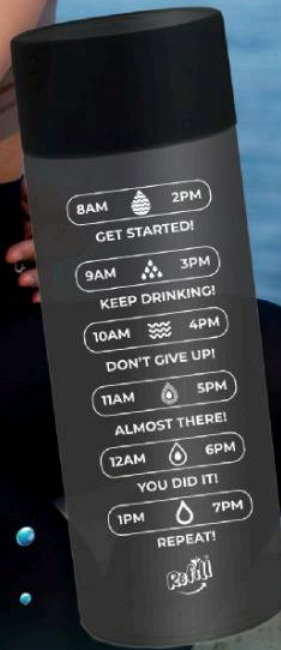 8AM 2PM
GET STARTED!
9AM 3PM
KEEP DRINKING!
10AM 4PM
DON'T GIVE UP!
11AM 5PM
ALMOST THERE!
12AM 6PM
YOU DID IT!
1PM 7PM
REPEAT!
Refill